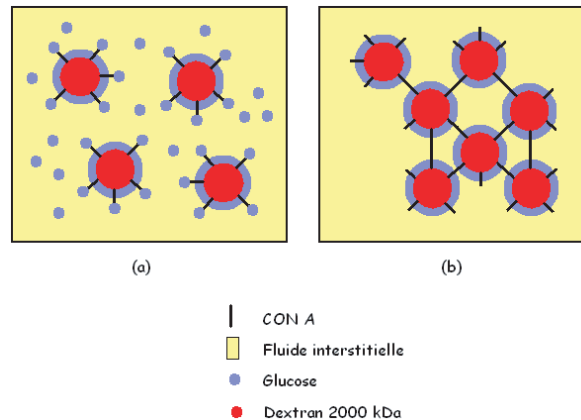 (a) (b)
CON A
Fluide interstitielle
Glucose
Dextran 2000 kDa